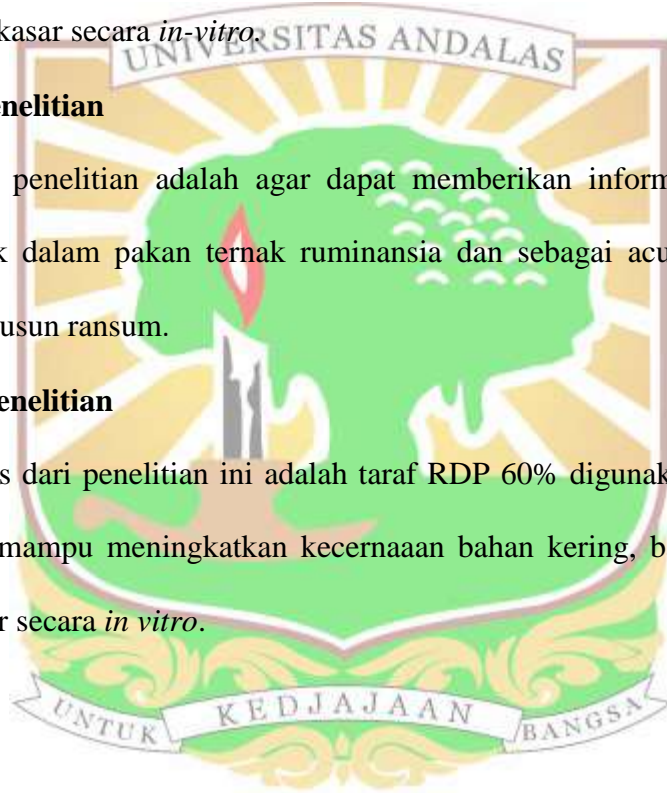 kasar secara in-vitro.
UNIVERSITAS ANDALAS
enelitian
penelitian adalah agar dapat memberikan inform
k dalam pakan ternak ruminansia dan sebagai acu
usun ransum.
enelitian
s dari penelitian ini adalah taraf RDP 60% digunak
mampu meningkatkan kecernaaan bahan kering, b
r secara in vitro.
UNTUK KEDJAJAAN BANGSA